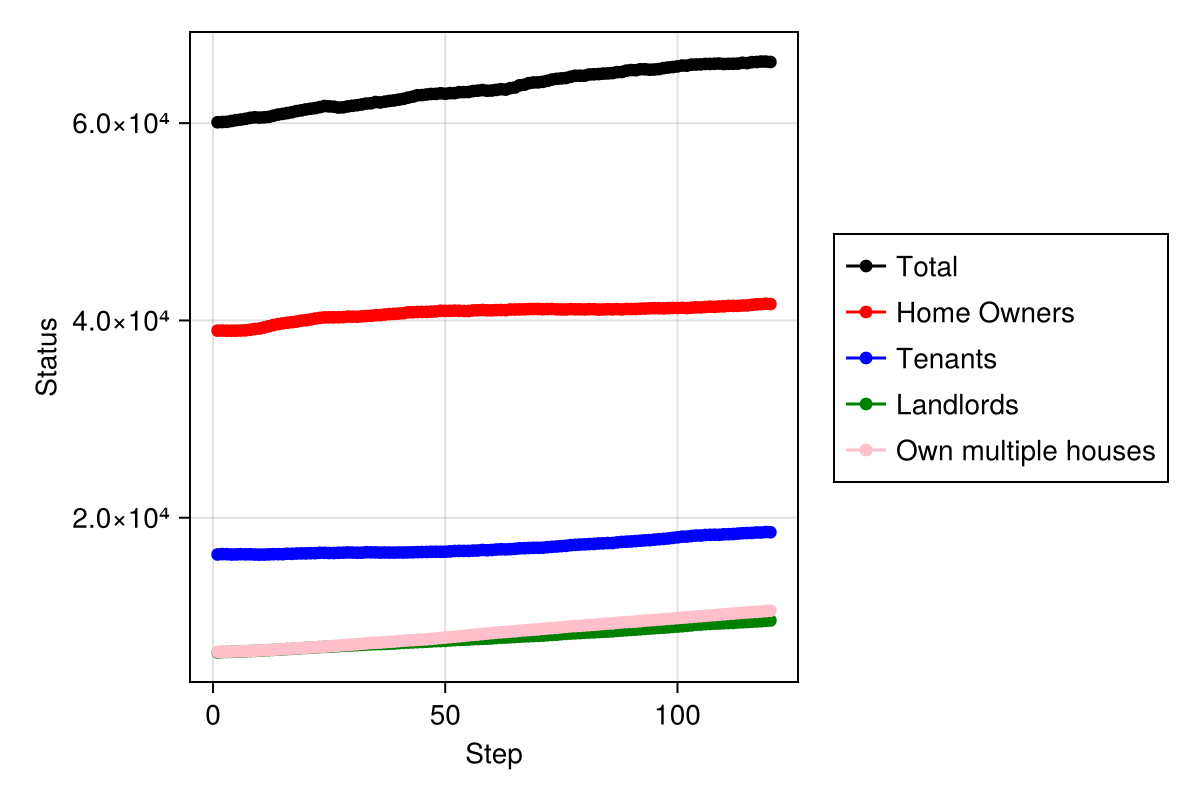 6.0×10⁴
4.0×10⁴
2.0×10⁴
Status
0
50
100
Step
Total
Home Owners
Tenants
Landlords
Own multiple houses